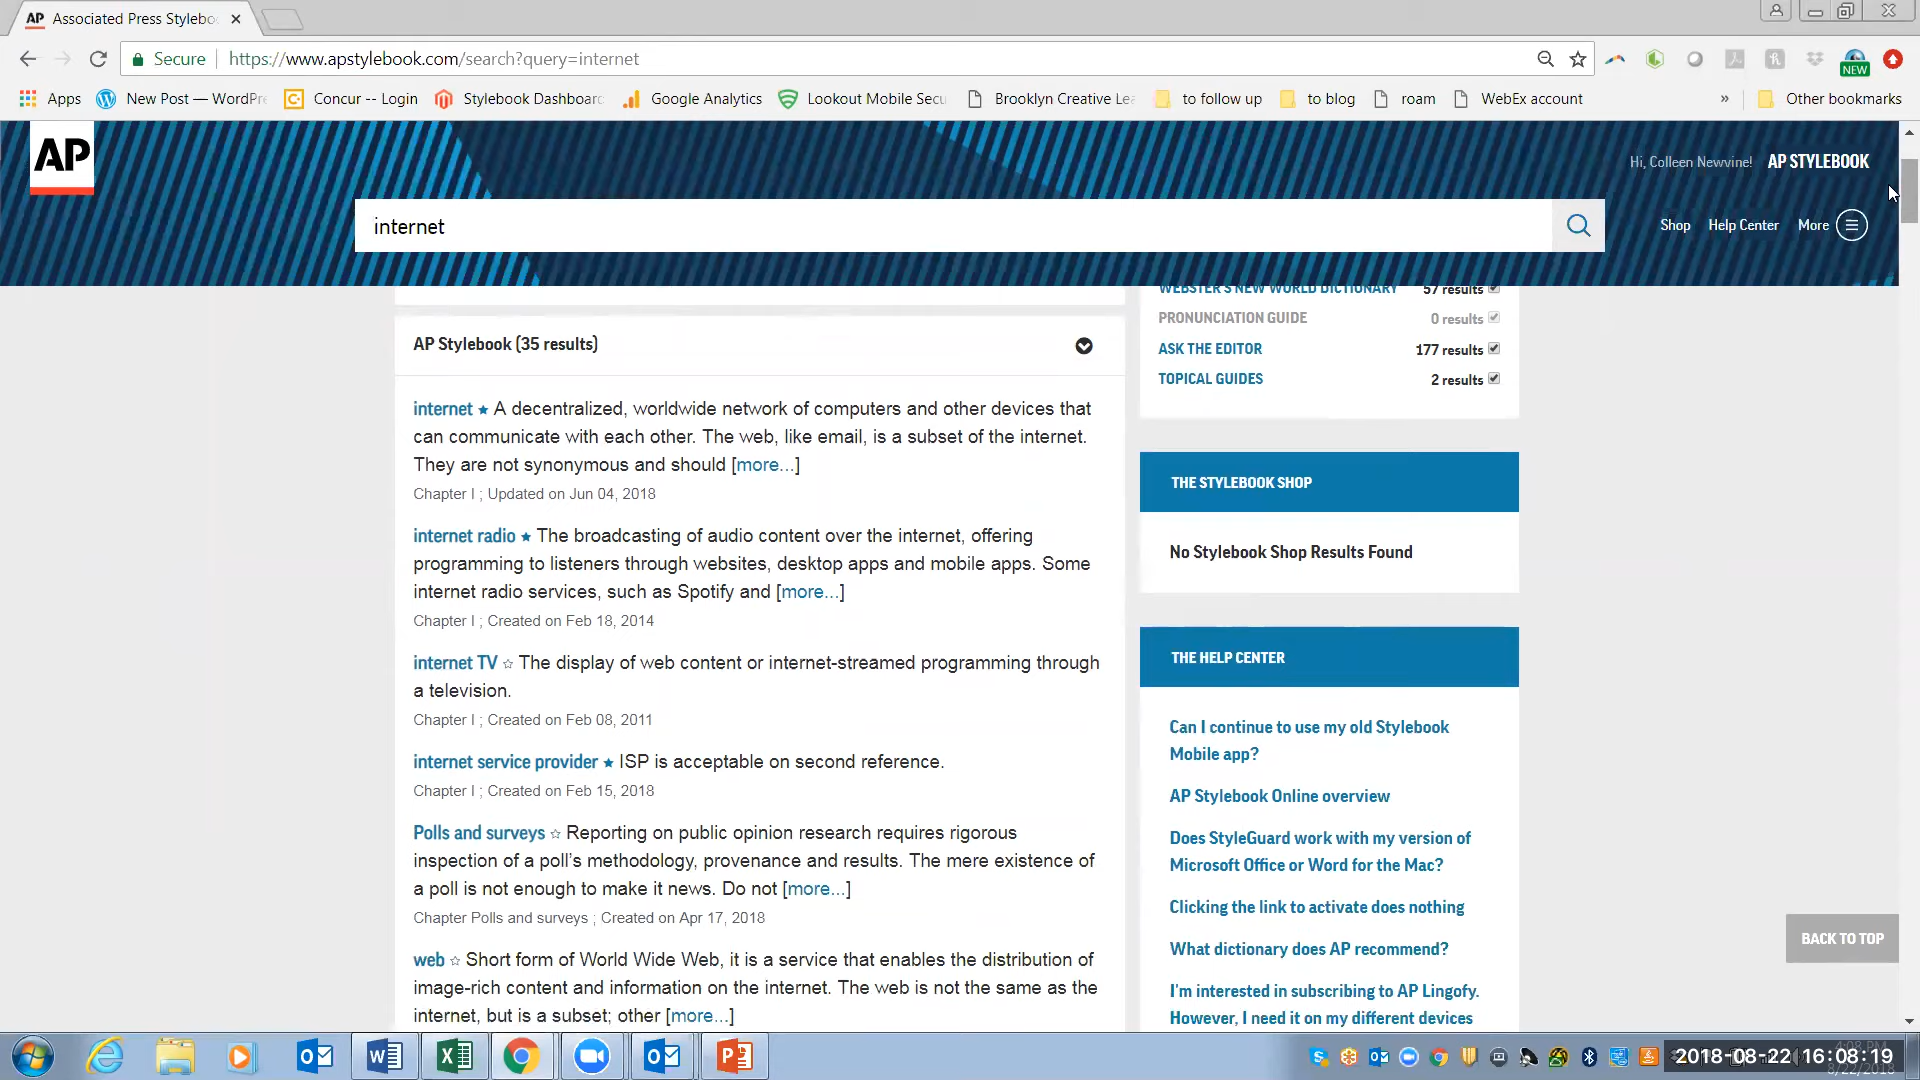 AP Associated Press Stylebo
Secure https://www.apstylebook.com/search?query=internet
NEW
Apps New Post — WordPr Concur -- Login Stylebook Dashboard Google Analytics Lookout Mobile Secu Brooklyn Creative Le to follow up to blog roam WebEx account » Other bookmarks
AP
Hi, Colleen Newvine! AP STYLEBOOK
internet
Shop Help Center More
WEBSTER'S NEW WORLD DICTIONARY 57 results
PRONUNCIATION GUIDE 0 results
ASK THE EDITOR 177 results
TOPICAL GUIDES 2 results
AP Stylebook (35 results)
internet ★ A decentralized, worldwide network of computers and other devices that
can communicate with each other. The web, like email, is a subset of the internet.
They are not synonymous and should [more...]
Chapter I ; Updated on Jun 04, 2018
internet radio ★ The broadcasting of audio content over the internet, offering
programming to listeners through websites, desktop apps and mobile apps. Some
internet radio services, such as Spotify and [more...]
Chapter I ; Created on Feb 18, 2014
internet TV ☆ The display of web content or internet-streamed programming through
a television.
Chapter I ; Created on Feb 08, 2011
internet service provider ★ ISP is acceptable on second reference.
Chapter I ; Created on Feb 15, 2018
Polls and surveys ☆ Reporting on public opinion research requires rigorous
inspection of a poll's methodology, provenance and results. The mere existence of
a poll is not enough to make it news. Do not [more...]
Chapter Polls and surveys ; Created on Apr 17, 2018
web ☆ Short form of World Wide Web, it is a service that enables the distribution of
image-rich content and information on the internet. The web is not the same as the
internet, but is a subset; other [more...]
THE STYLEBOOK SHOP
No Stylebook Shop Results Found
THE HELP CENTER
Can I continue to use my old Stylebook
Mobile app?
AP Stylebook Online overview
Does StyleGuard work with my version of
Microsoft Office or Word for the Mac?
Clicking the link to activate does nothing
What dictionary does AP recommend?
I'm interested in subscribing to AP Lingofy.
However, I need it on my different devices
BACK TO TOP
2018-08-22 16:08:19